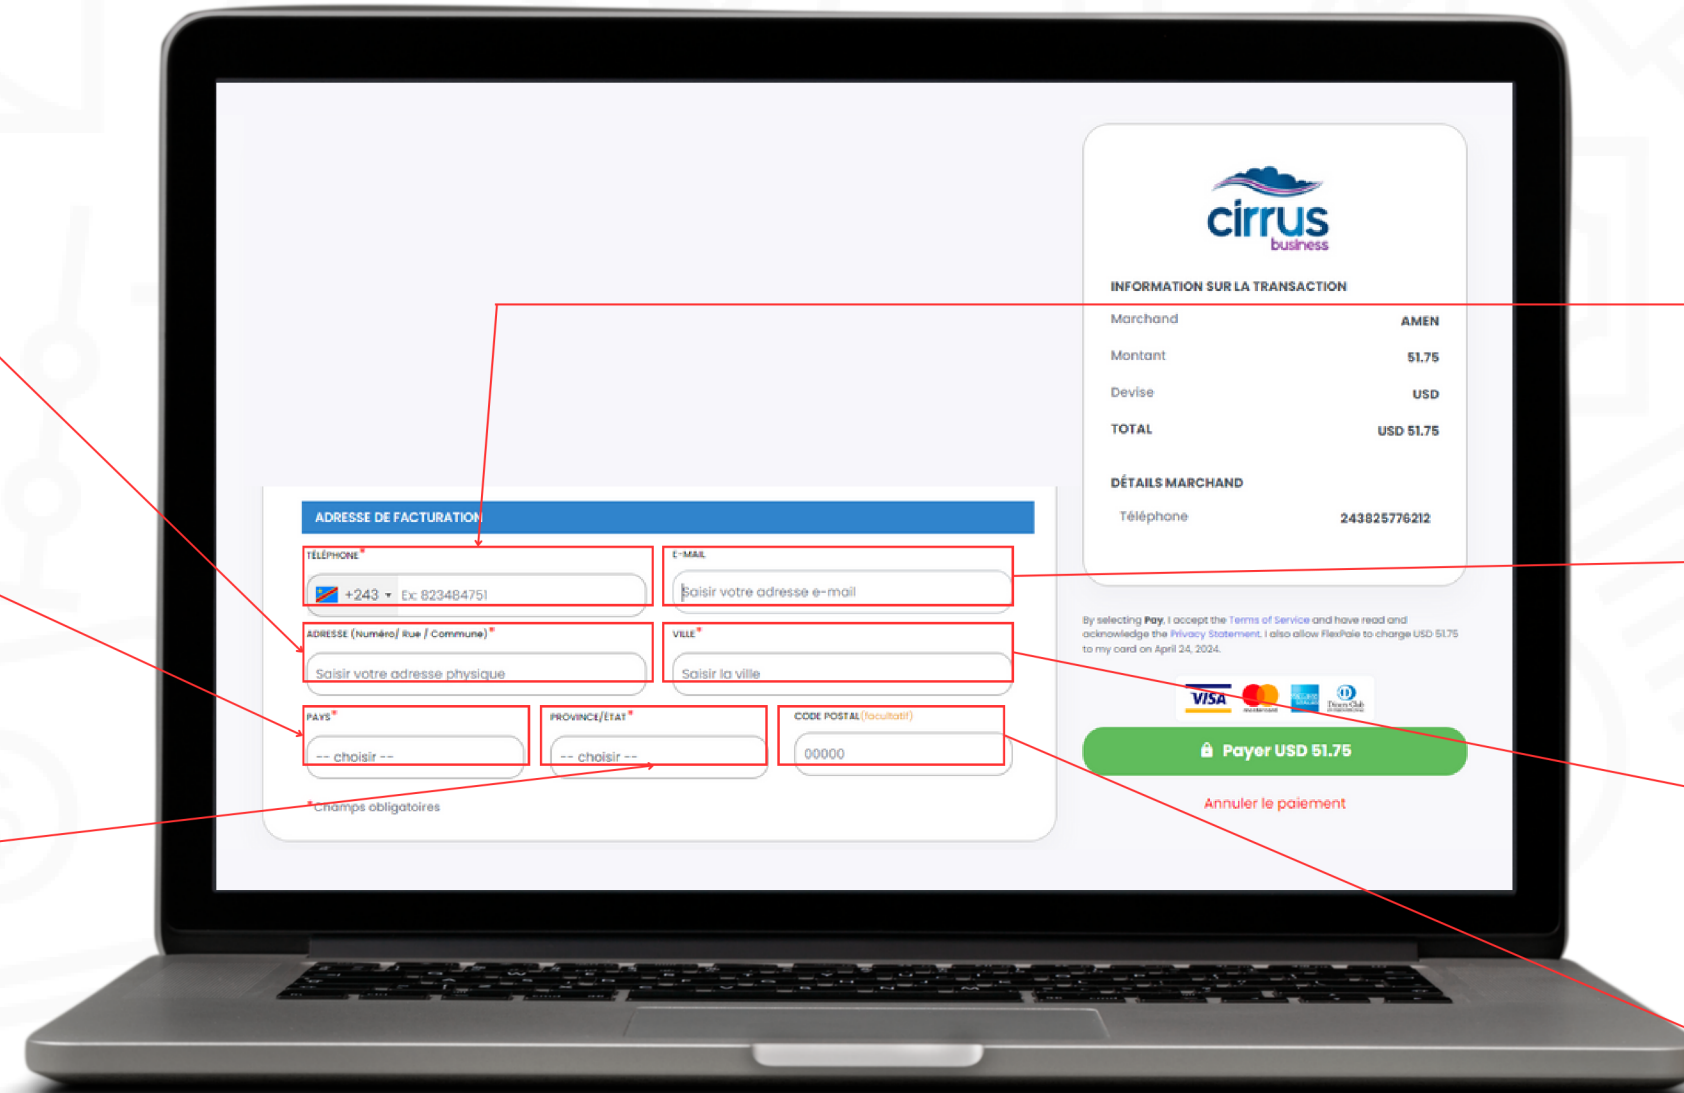 cirrus
business
INFORMATION SUR LA TRANSACTION
Marchand AMEN
Montant 51.75
Devise USD
TOTAL USD 51.75
DÉTAILS MARCHAND
Téléphone 243825776212
ADRESSE DE FACTURATION
TÉLÉPHONE* E-MAIL
+243 Ex: 823484751 Saisir votre adresse e-mail
ADRESSE (Numéro/ Rue / Commune)* VILLE*
Saisir votre adresse physique Saisir la ville
PAYS* PROVINCE/ÉTAT* CODE POSTAL(facultatif)
-- choisir -- -- choisir -- 00000
*Champs obligatoires
By selecting Pay, I accept the Terms of Service and have read and
acknowledge the Privacy Statement. I also allow FlexPaie to charge USD 51.75
to my card on April 24, 2024.
VISA mastercard Diners Club
Payer USD 51.75
Annuler le paiement